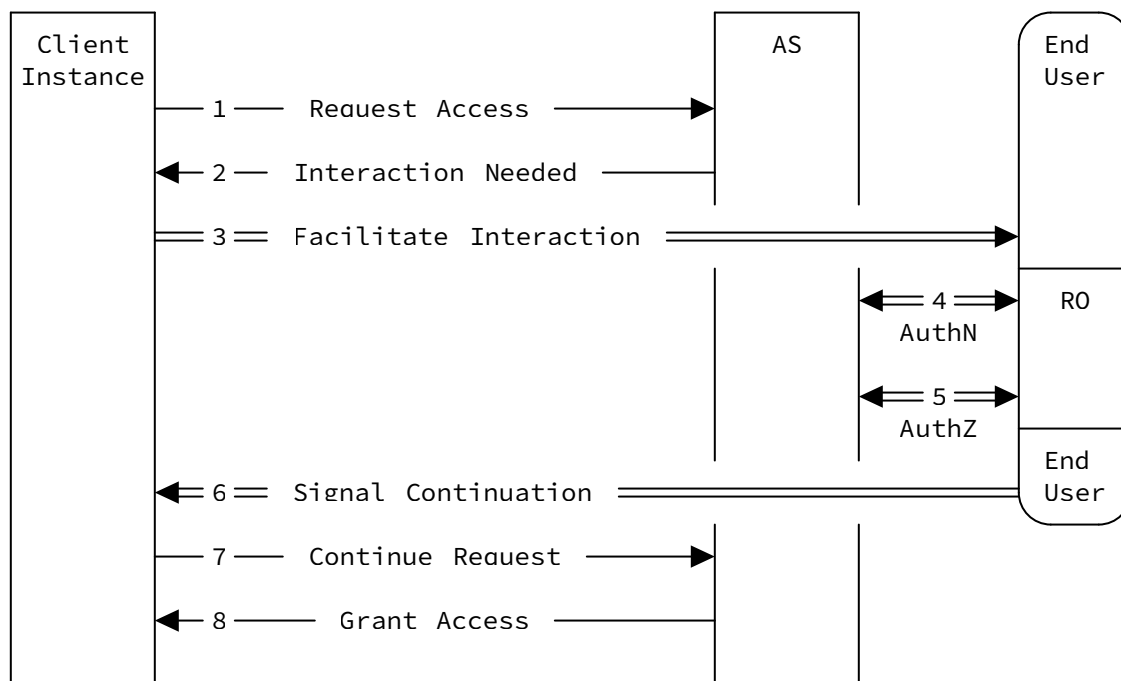 Client
Instance
AS
End
User
1 Request Access
2 Interaction Needed
3 Facilitate Interaction
4
RO
AuthN
5
AuthZ
End
User
6 Signal Continuation
7 Continue Request
8 Grant Access